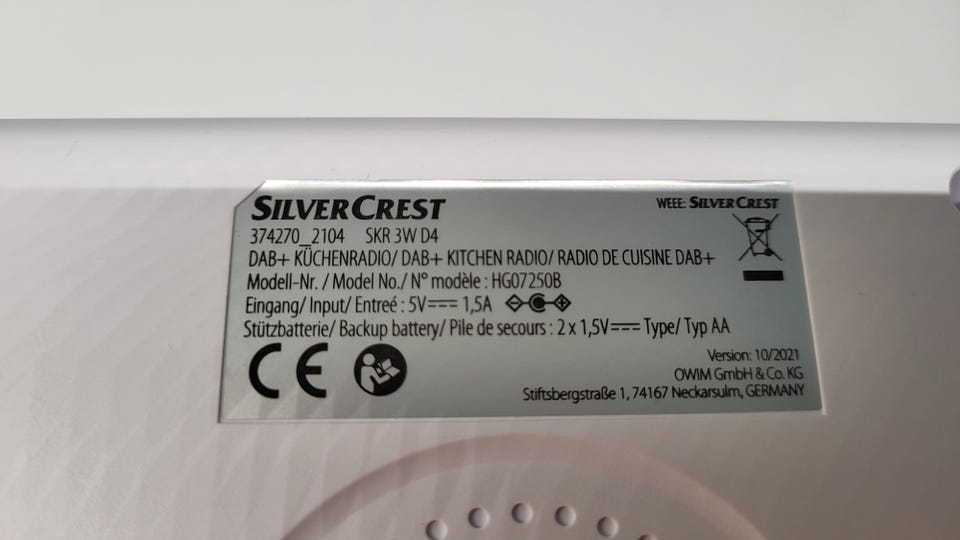 SILVERCREST
WEEE: SILVERCREST
374270_2104 SKR 3W D4
DAB+ KÜCHENRADIO/ DAB+ KITCHEN RADIO/ RADIO DE CUISINE DAB+
Modell-Nr. / Model No./ N° modèle : HG07250B
Eingang/ Input/ Entreé : 5V⎓ 1,5A
Stützbatterie/ Backup battery/ Pile de secours : 2 x 1,5V⎓ Type/ Typ AA
CE
Version: 10/2021
OWIM GmbH & Co. KG
Stiftsbergstraße 1, 74167 Neckarsulm, GERMANY